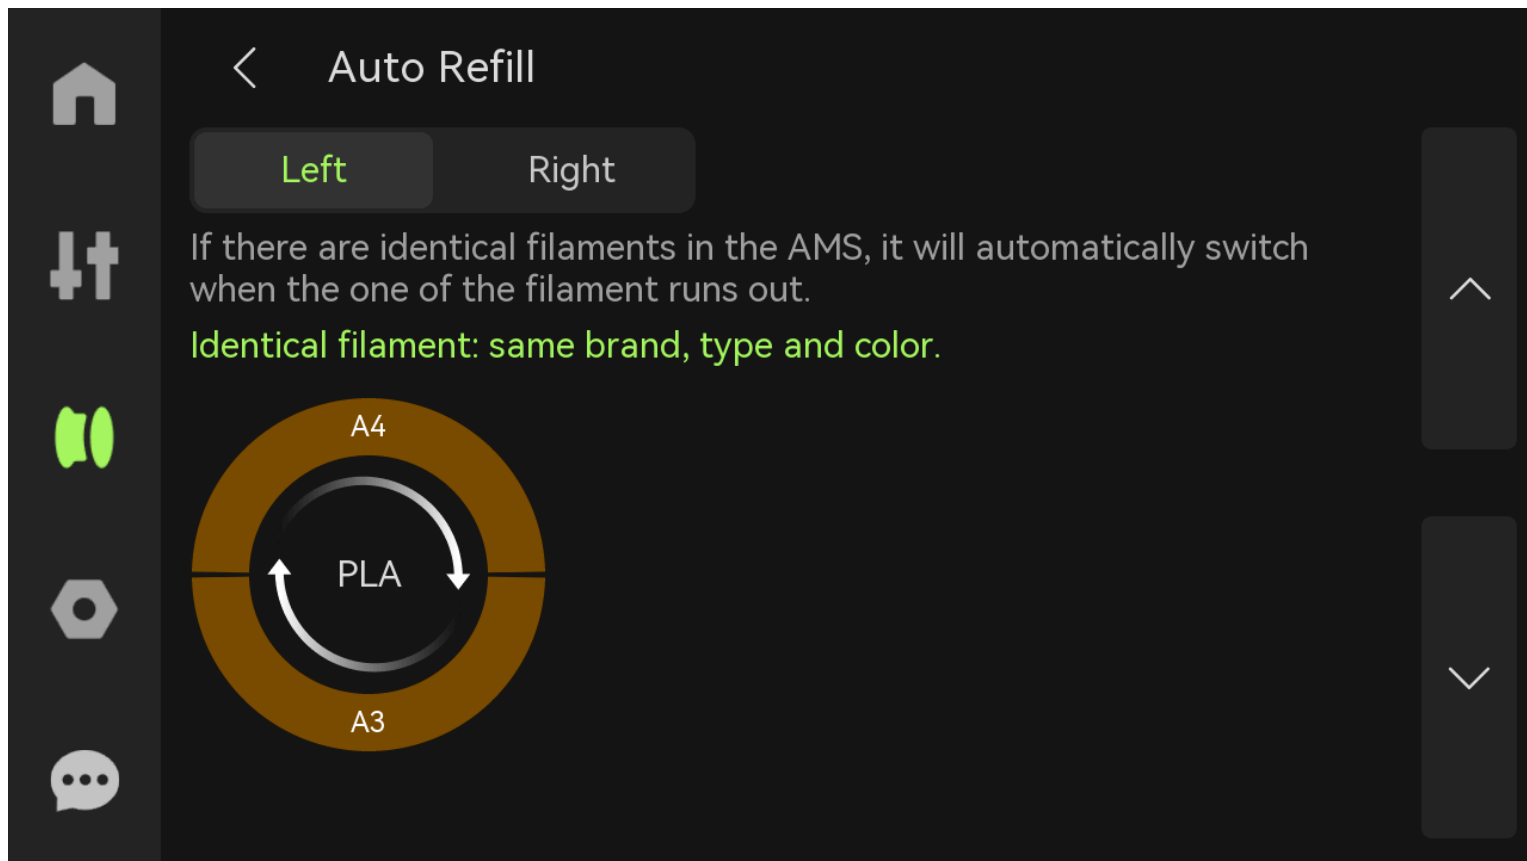 Auto Refill
Left
Right
If there are identical filaments in the AMS, it will automatically switch
when the one of the filament runs out.
Identical filament: same brand, type and color.
A4
PLA
A3